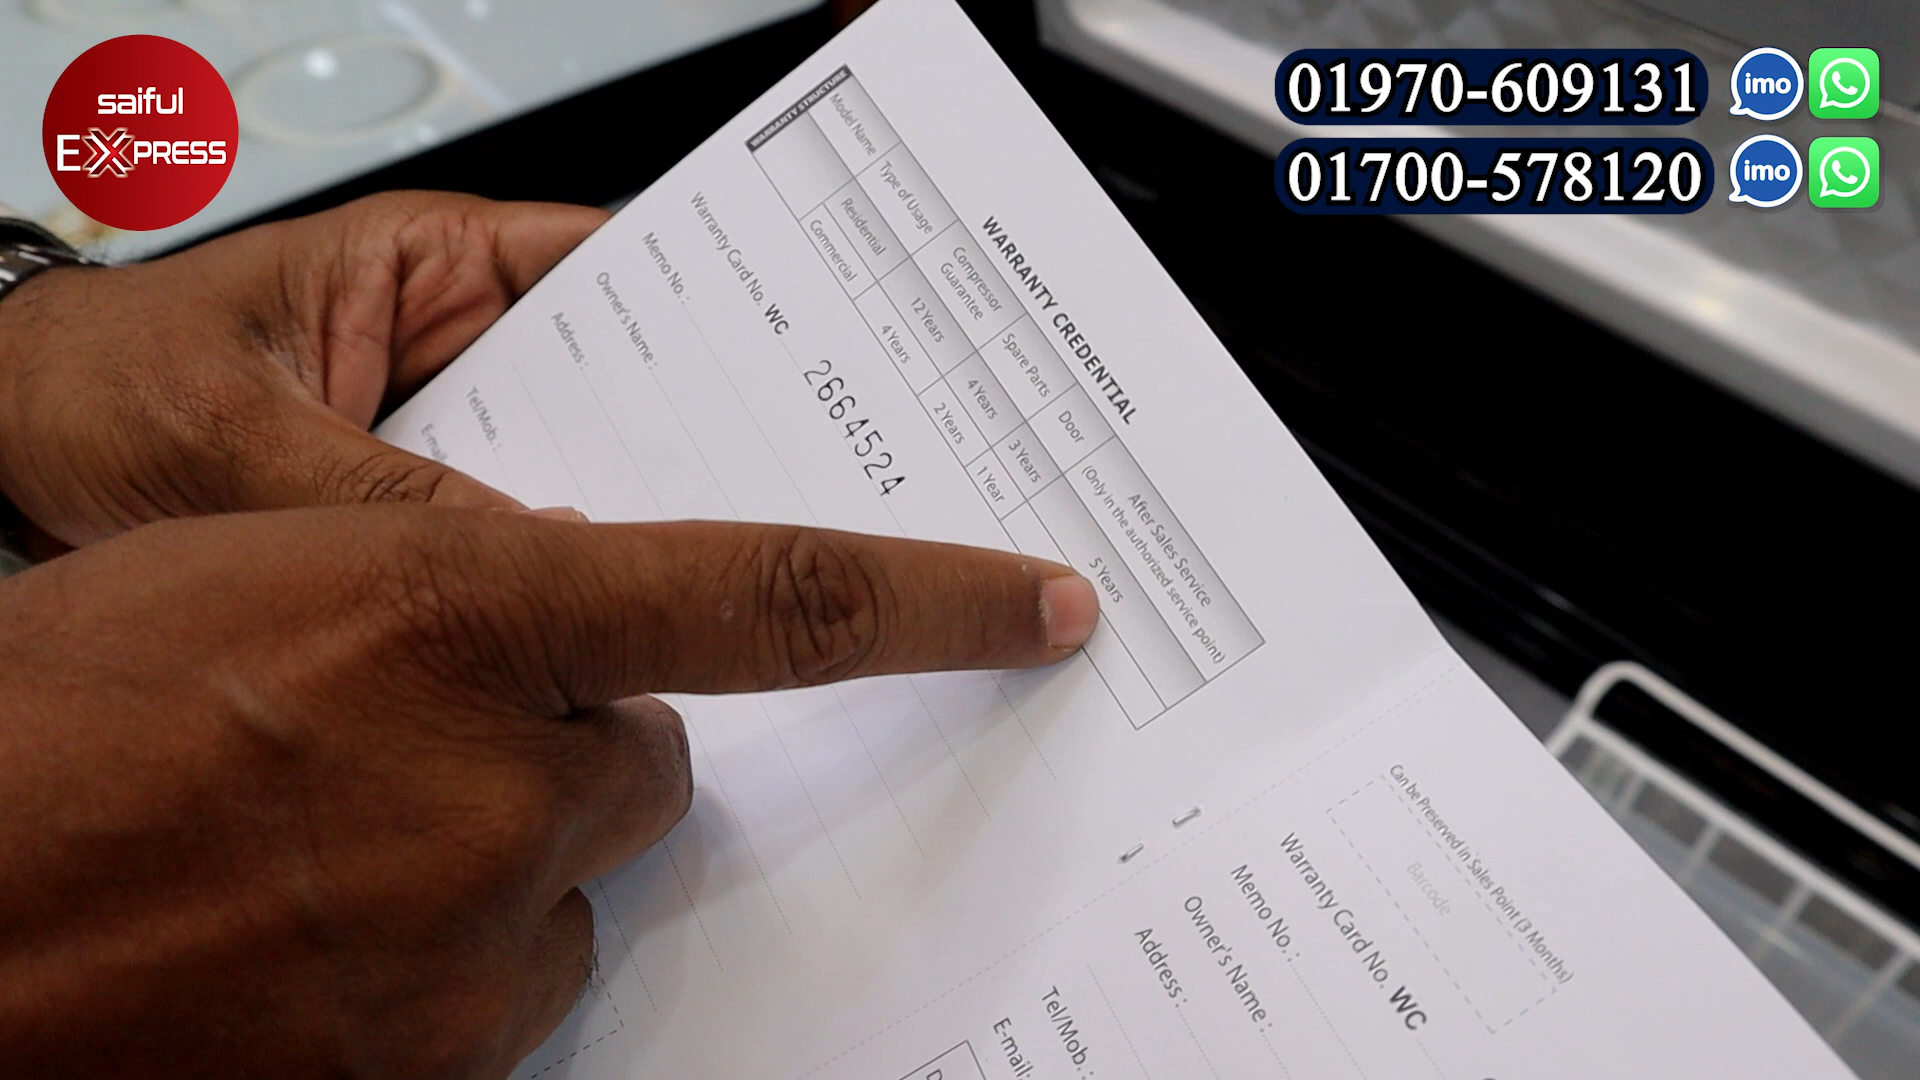 saiful
EXPRESS
01970-609131
imo
01700-578120
imo
WARRANTY CREDENTIAL
WARRANTY STRUCTURE
Model Name
Type of Usage
Compressor Guarantee
Spare Parts
Door
After Sales Service
(Only in the authorized service point)
Residential
12 Years
4 Years
3 Years
5 Years
Commercial
4 Years
2 Years
1 Year
Warranty Card No. WC 2664524
Memo No. :
Owner's Name :
Address :
Tel/Mob. :
E-mail
Can be Preserved in Sales Point (3 Months)
Barcode
Warranty Card No. WC
Memo No. :
Owner's Name :
Address :
Tel/Mob. :
E-mail: